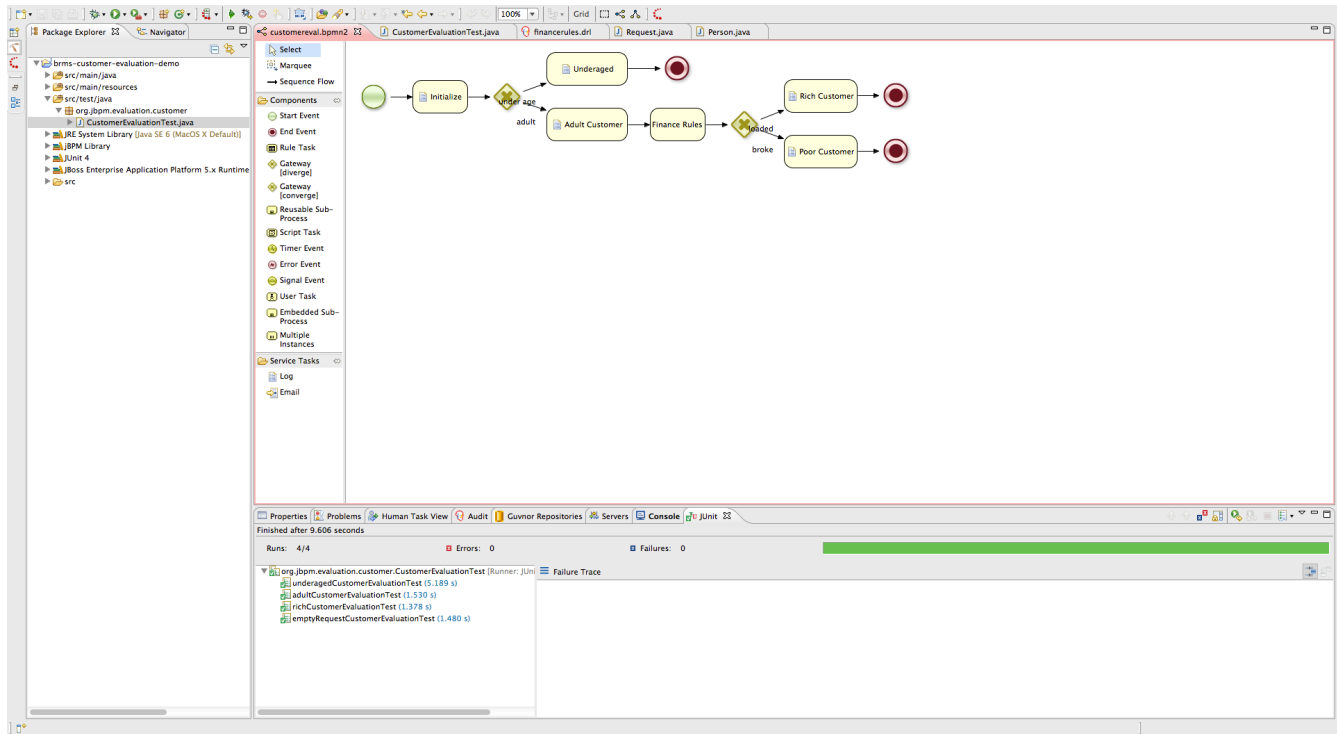 100%
Grid
Package Explorer
Navigator
customereval.bpmn2
CustomerEvaluationTest.java
financerules.drl
Request.java
Person.java
brms-customer-evaluation-demo
src/main/java
src/main/resources
src/test/java
org.jbpm.evaluation.customer
CustomerEvaluationTest.java
JRE System Library [Java SE 6 (MacOS X Default)]
jBPM Library
JUnit 4
JBoss Enterprise Application Platform 5.x Runtime
src
Select
Marquee
Sequence Flow
Components
Start Event
End Event
Rule Task
Gateway
[diverge]
Gateway
[converge]
Reusable Sub-
Process
Script Task
Timer Event
Error Event
Signal Event
User Task
Embedded Sub-
Process
Multiple
Instances
Service Tasks
Log
Email
Initialize
under age
adult
Underaged
Adult Customer
Finance Rules
loaded
broke
Rich Customer
Poor Customer
Properties
Problems
Human Task View
Audit
Guvnor Repositories
Servers
Console
JUnit
Finished after 9.606 seconds
Runs: 4/4
Errors: 0
Failures: 0
org.jbpm.evaluation.customer.CustomerEvaluationTest [Runner: JUni
underagedCustomerEvaluationTest (5.189 s)
adultCustomerEvaluationTest (1.530 s)
richCustomerEvaluationTest (1.378 s)
emptyRequestCustomerEvaluationTest (1.480 s)
Failure Trace